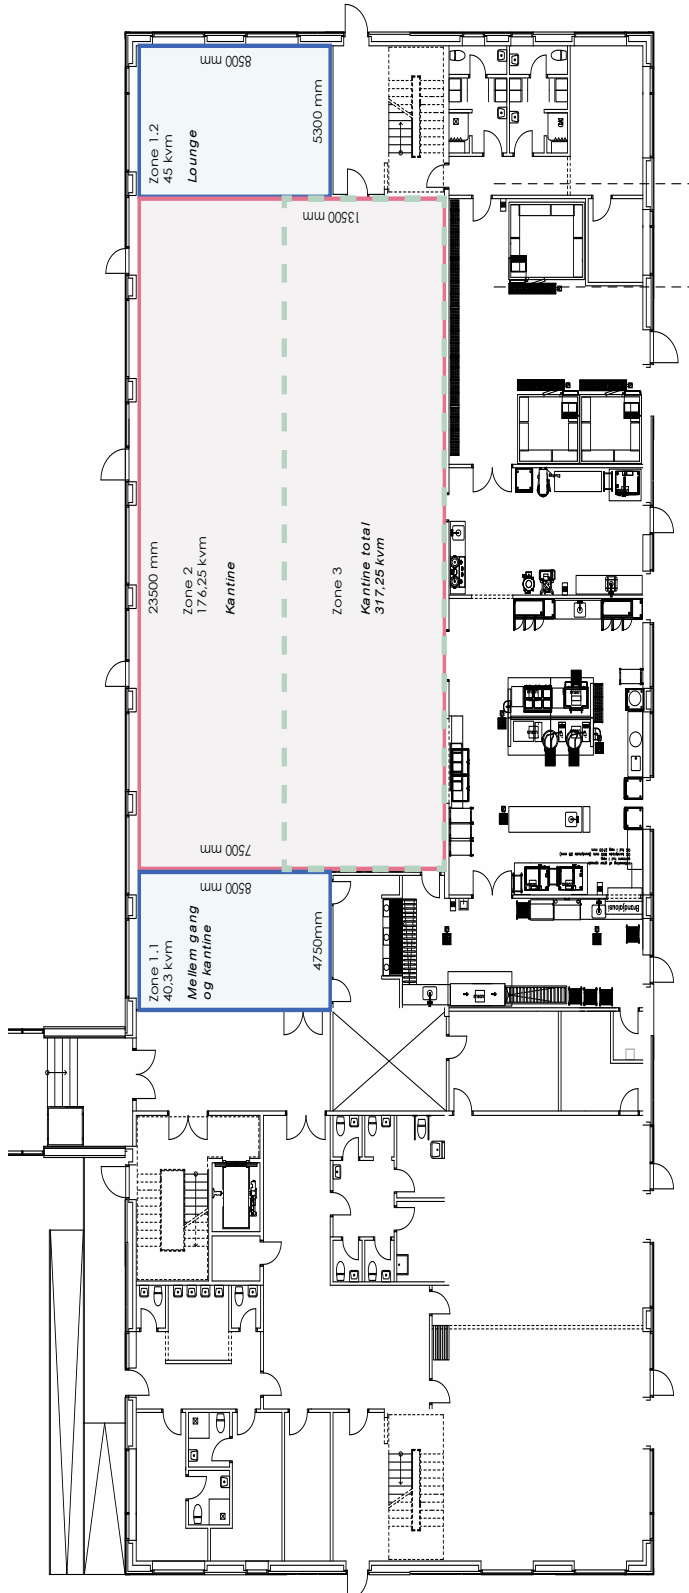 8500 mm
Zone 1.2
45 kvm
Lounge
5300 mm
13500 mm
23500 mm
Zone 2
176,25 kvm
Kantine
Zone 3
Kantine total
317,25 kvm
7500 mm
8500 mm
Zone 1.1
40,3 kvm
Mellem gang
og kantine
4750mm